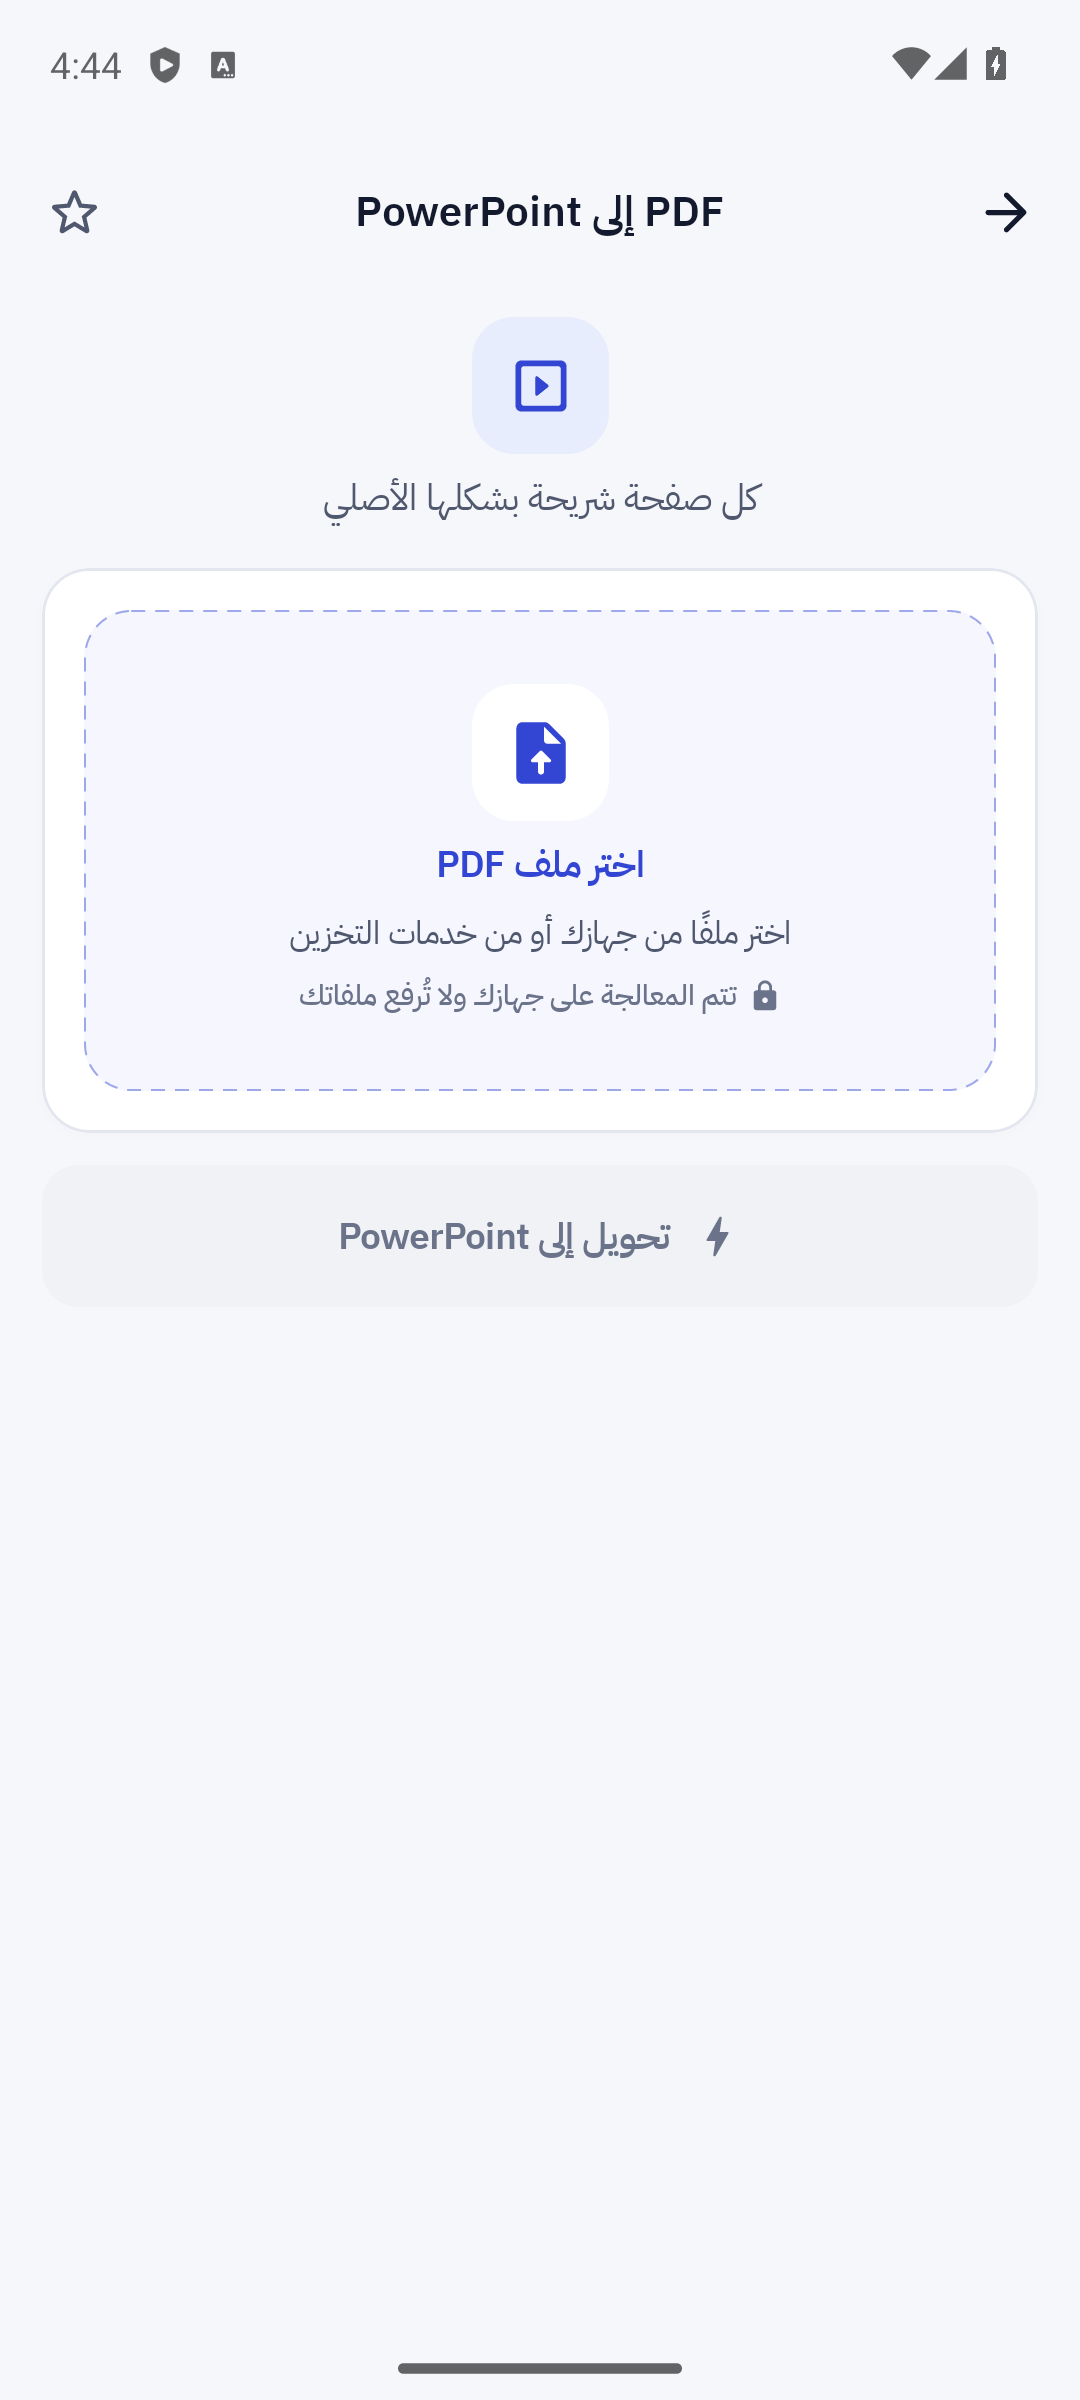 4:44
PDF إلى PowerPoint
كل صفحة شريحة بشكلها الأصلي
اختر ملف PDF
اختر ملفًا من جهازك أو من خدمات التخزين
تتم المعالجة على جهازك ولا تُرفع ملفاتك
تحويل إلى PowerPoint